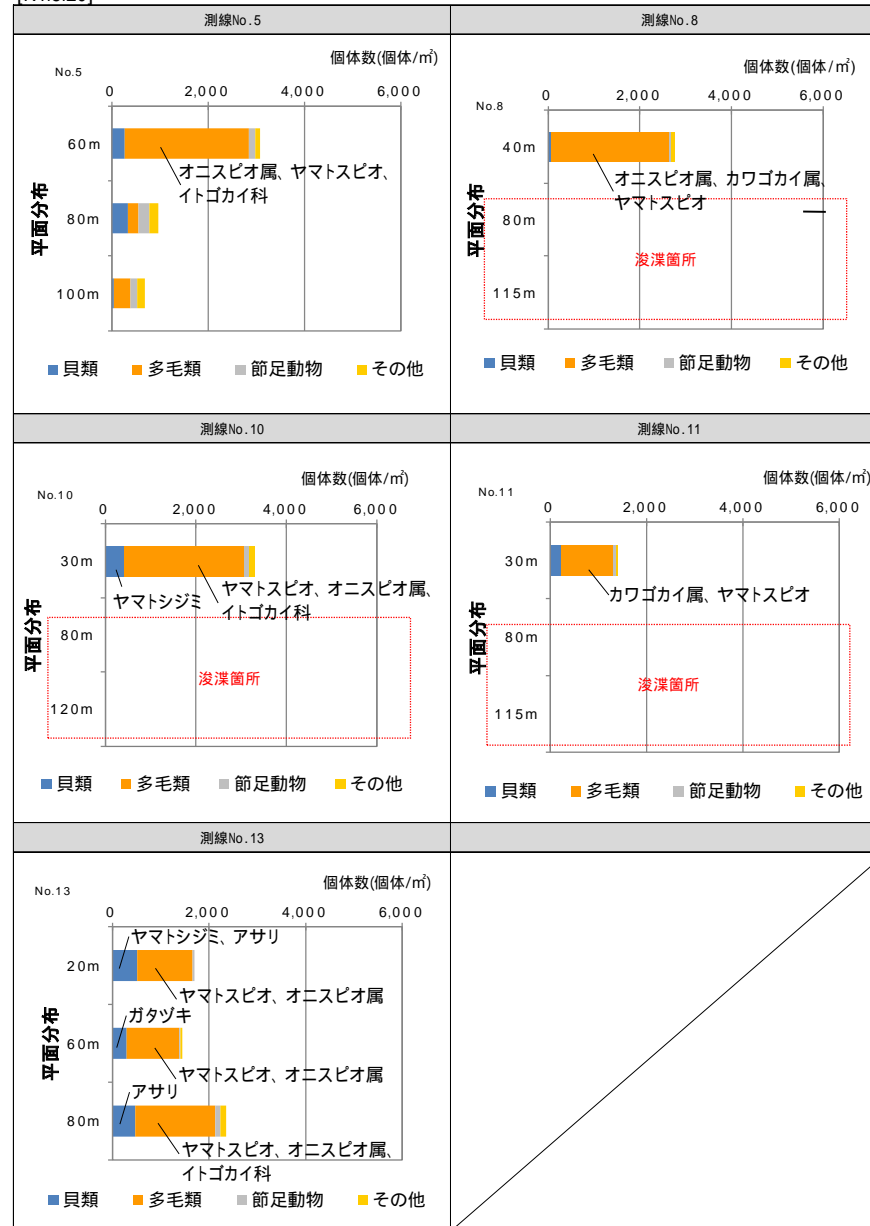 測線No.5
個体数(個体/㎡)
No.5
0 2,000 4,000 6,000
60m
オニスピオ属、ヤマトスピオ、
イトゴカイ科
80m
100m
平面分布
貝類 多毛類 節足動物 その他
測線No.8
個体数(個体/㎡)
No.8
0 2,000 4,000 6,000
40m
オニスピオ属、カワゴカイ属、
ヤマトスピオ
80m
浚渫箇所
115m
平面分布
貝類 多毛類 節足動物 その他
測線No.10
個体数(個体/㎡)
No.10
0 2,000 4,000 6,000
30m
ヤマトシジミ
ヤマトスピオ、オニスピオ属、
イトゴカイ科
80m
浚渫箇所
120m
平面分布
貝類 多毛類 節足動物 その他
測線No.11
個体数(個体/㎡)
No.11
0 2,000 4,000 6,000
30m
カワゴカイ属、ヤマトスピオ
80m
浚渫箇所
115m
平面分布
貝類 多毛類 節足動物 その他
測線No.13
個体数(個体/㎡)
No.13
0 2,000 4,000 6,000
ヤマトシジミ、アサリ
20m
ヤマトスピオ、オニスピオ属
ガタヅキ
60m
ヤマトスピオ、オニスピオ属
アサリ
80m
ヤマトスピオ、オニスピオ属、
イトゴカイ科
平面分布
貝類 多毛類 節足動物 その他